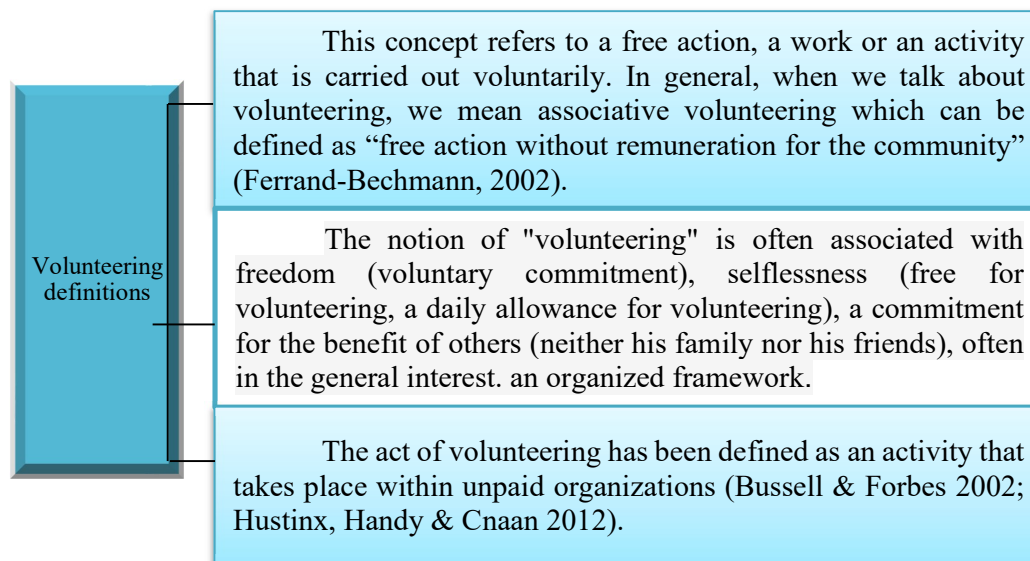 Volunteering
definitions
This concept refers to a free action, a work or an activity
that is carried out voluntarily. In general, when we talk about
volunteering, we mean associative volunteering which can be
defined as “free action without remuneration for the community”
(Ferrand-Bechmann, 2002).
The notion of "volunteering" is often associated with
freedom (voluntary commitment), selflessness (free for
volunteering, a daily allowance for volunteering), a commitment
for the benefit of others (neither his family nor his friends), often
in the general interest. an organized framework.
The act of volunteering has been defined as an activity that
takes place within unpaid organizations (Bussell & Forbes 2002;
Hustinx, Handy & Cnaan 2012).